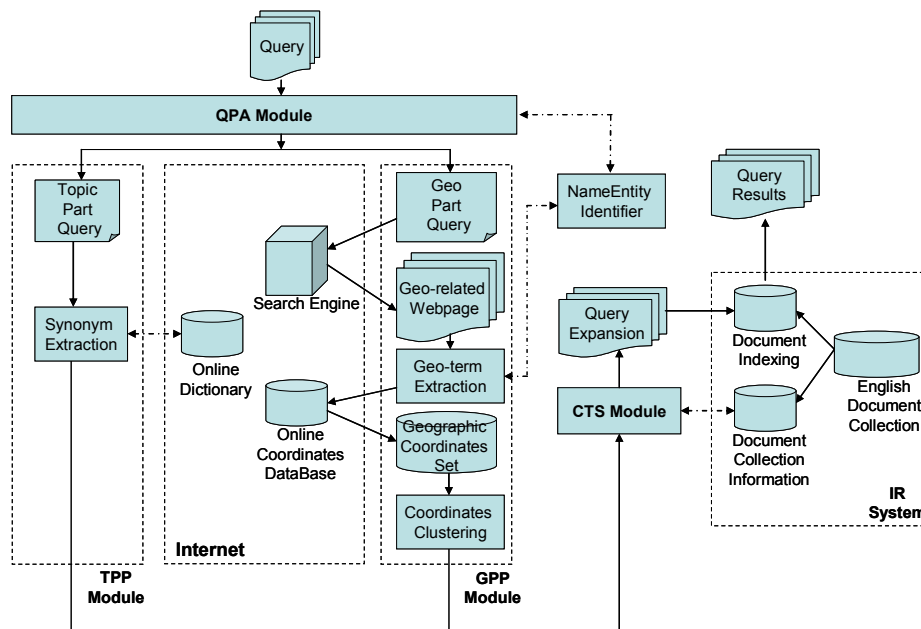 Query
QPA Module
Topic
Part
Query
Synonym
Extraction
TPP
Module
Search Engine
Online
Dictionary
Online
Coordinates
DataBase
Internet
Geo
Part
Query
Geo-related
Webpage
Geo-term
Extraction
Geographic
Coordinates
Set
Coordinates
Clustering
GPP
Module
NameEntity
Identifier
Query
Expansion
CTS Module
Query
Results
Document
Indexing
Document
Collection
Information
English
Document
Collection
IR
System